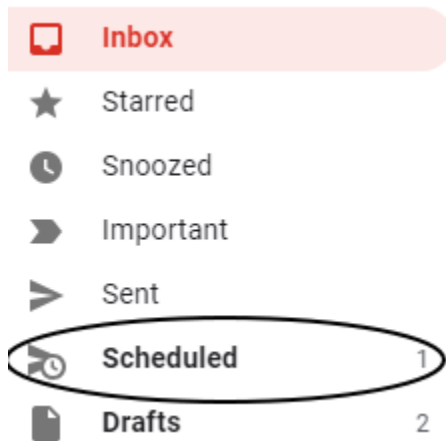 Inbox
Starred
Snoozed
Important
Sent
Scheduled 1
Drafts 2